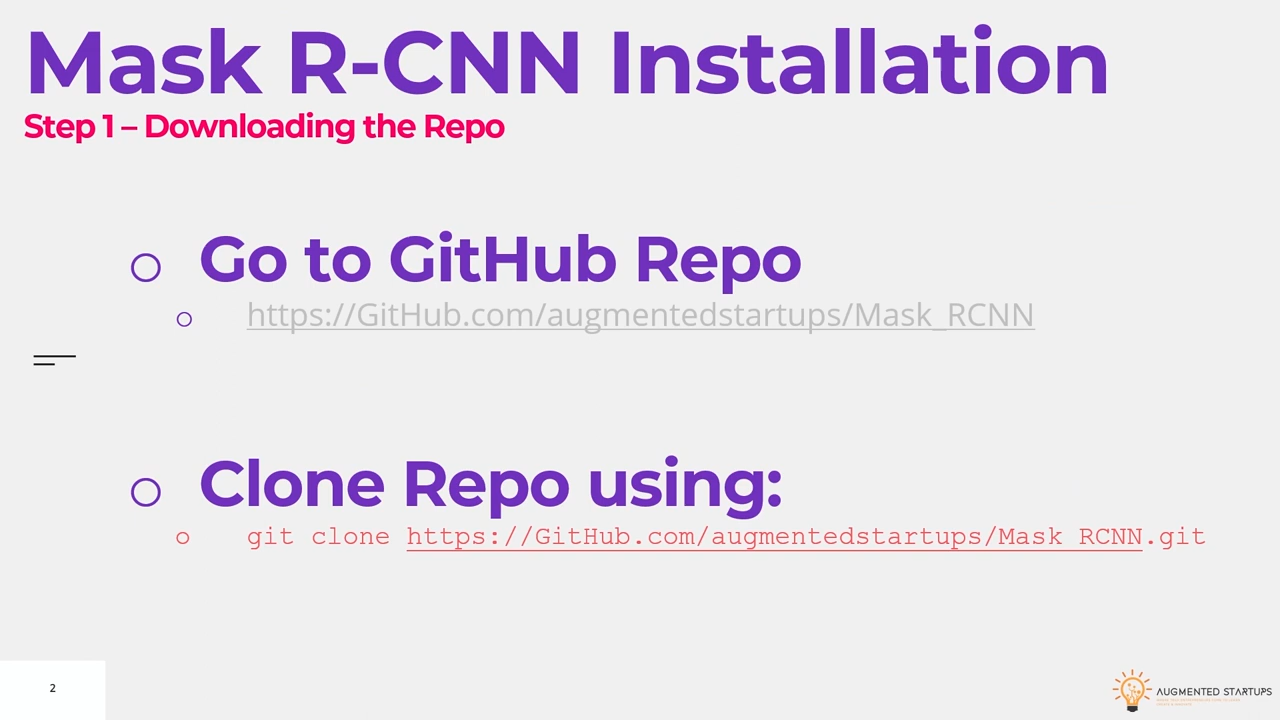 Mask R-CNN Installation
Step 1 – Downloading the Repo
Go to GitHub Repo
https://GitHub.com/augmentedstartups/Mask_RCNN
Clone Repo using:
git clone https://GitHub.com/augmentedstartups/Mask_RCNN.git
2
AUGMENTED STARTUPS